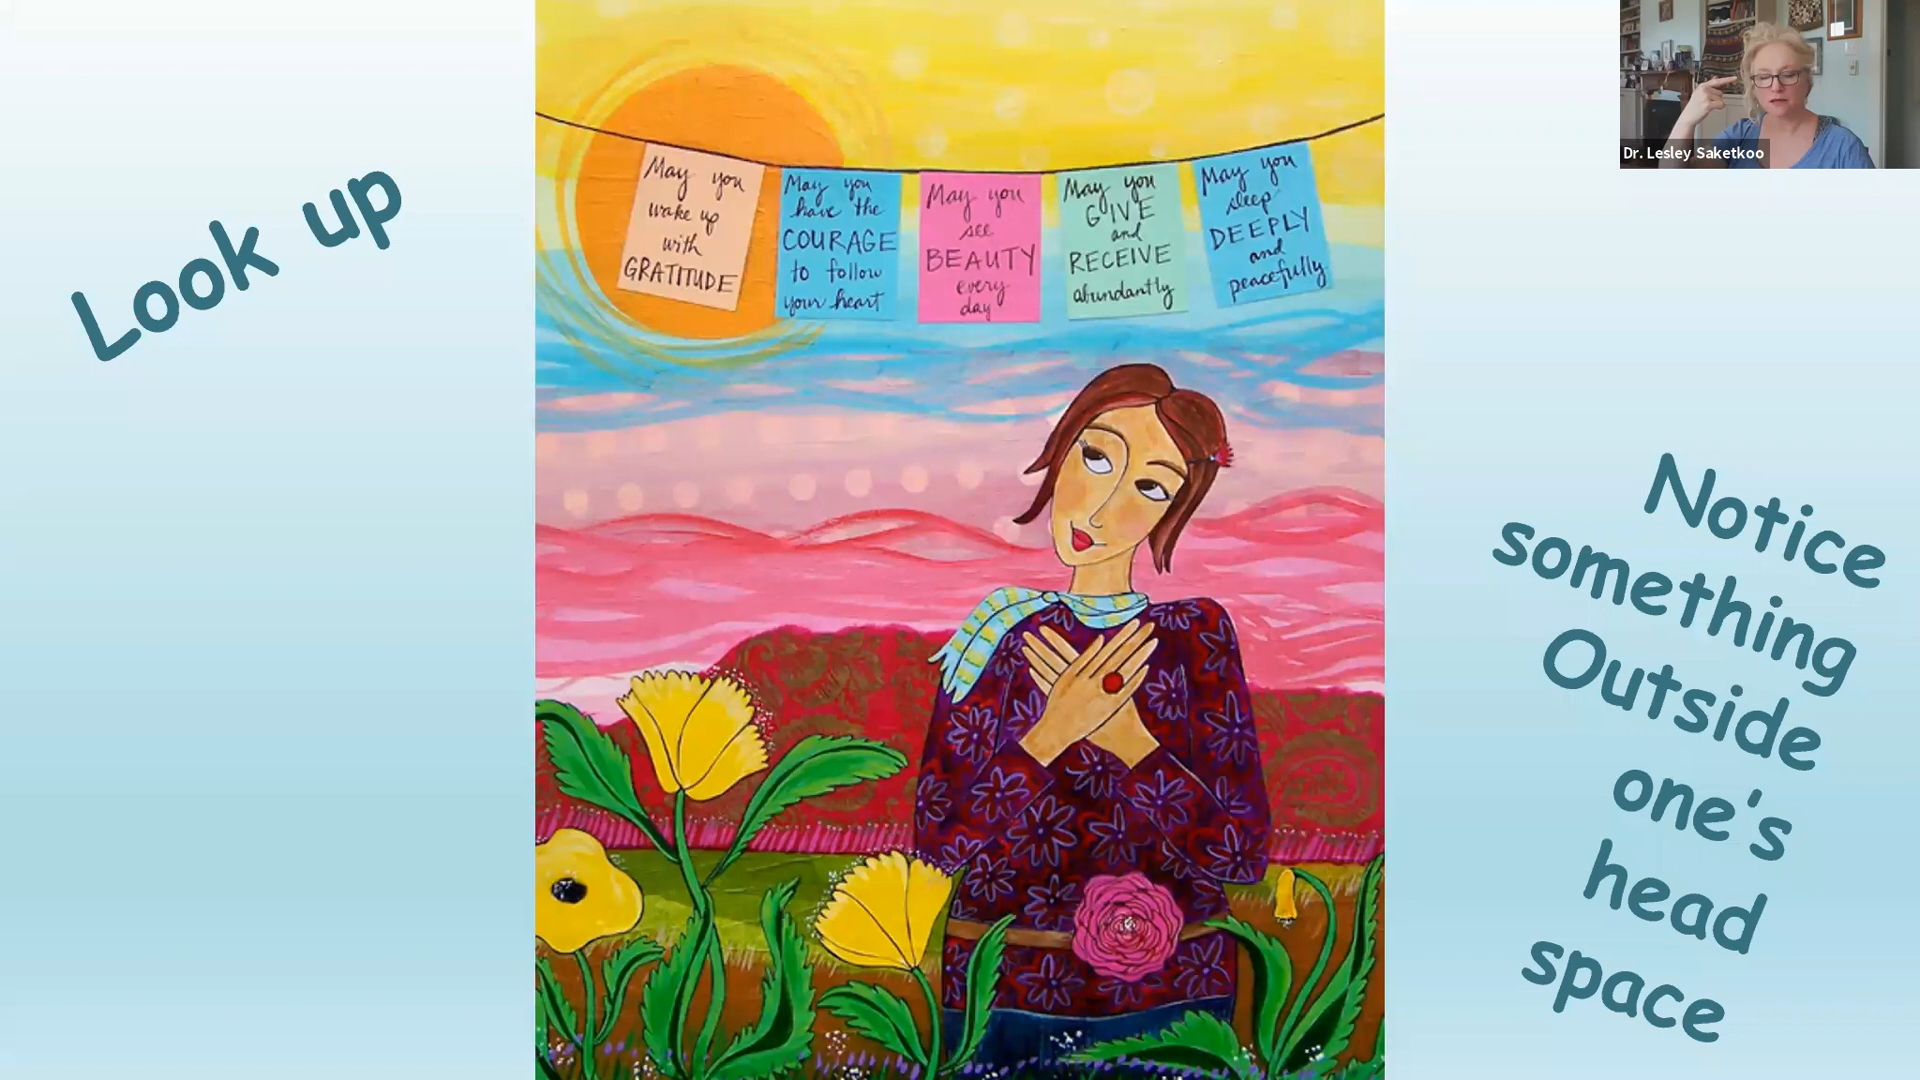 Look up
May you
wake up
with
GRATITUDE
May you
have the
COURAGE
to follow
your heart
May you
see
BEAUTY
every
day
May you
GIVE
and
RECEIVE
abundantly
May you
sleep
DEEPLY
and
peacefully
Dr. Lesley Saketkoo
Notice
something
Outside
one's
head
space